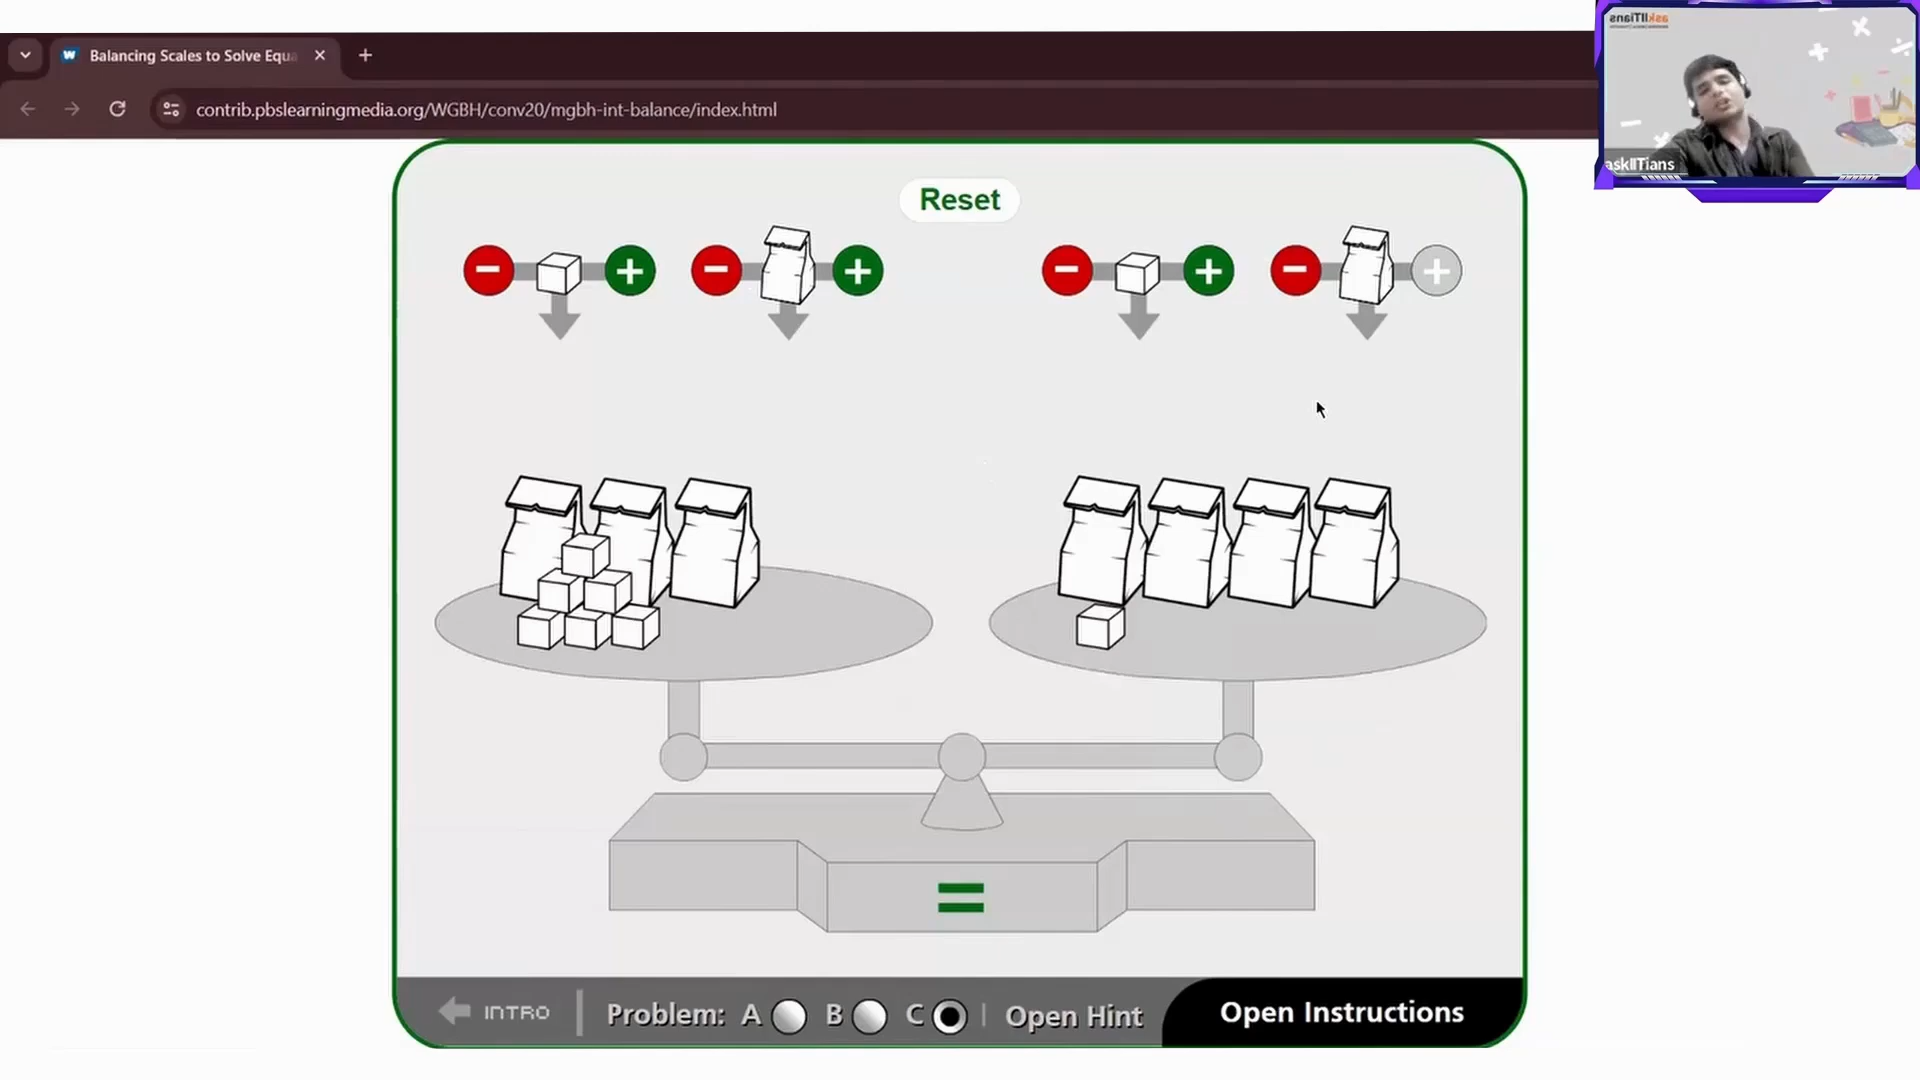 Balancing Scales to Solve Equa
contrib.pbslearningmedia.org/WGBH/conv20/mgbh-int-balance/index.html
askIITians
askIITians
Reset
INTRO
Problem: A B C
Open Hint
Open Instructions